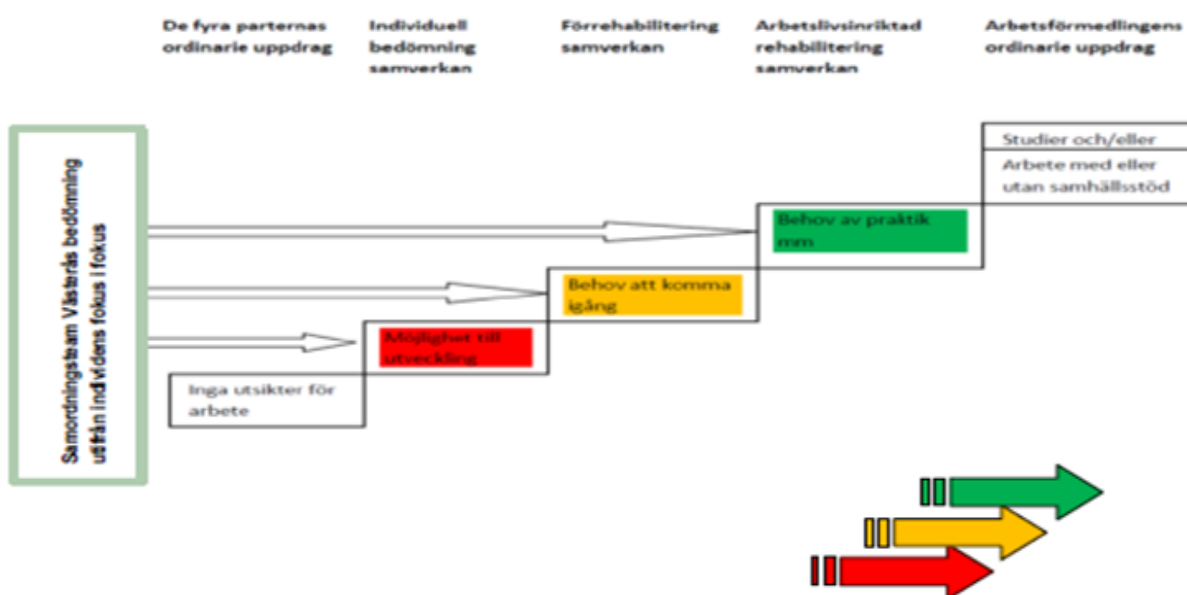 De fyra parternas
ordinarie uppdrag
Individuell
bedömning
samverkan
Förrehabilitering
samverkan
Arbetslivsinriktad
rehabilitering
samverkan
Arbetsförmedlingens
ordinarie uppdrag
Samordningsteam Västerås bedömning
utifrån individens fokus i fokus
Studier och/eller
Arbete med eller
utan samhällsstöd
Behov av praktik
mm
Behov att komma
igång
Möjlighet till
utveckling
Inga utsikter för
arbete